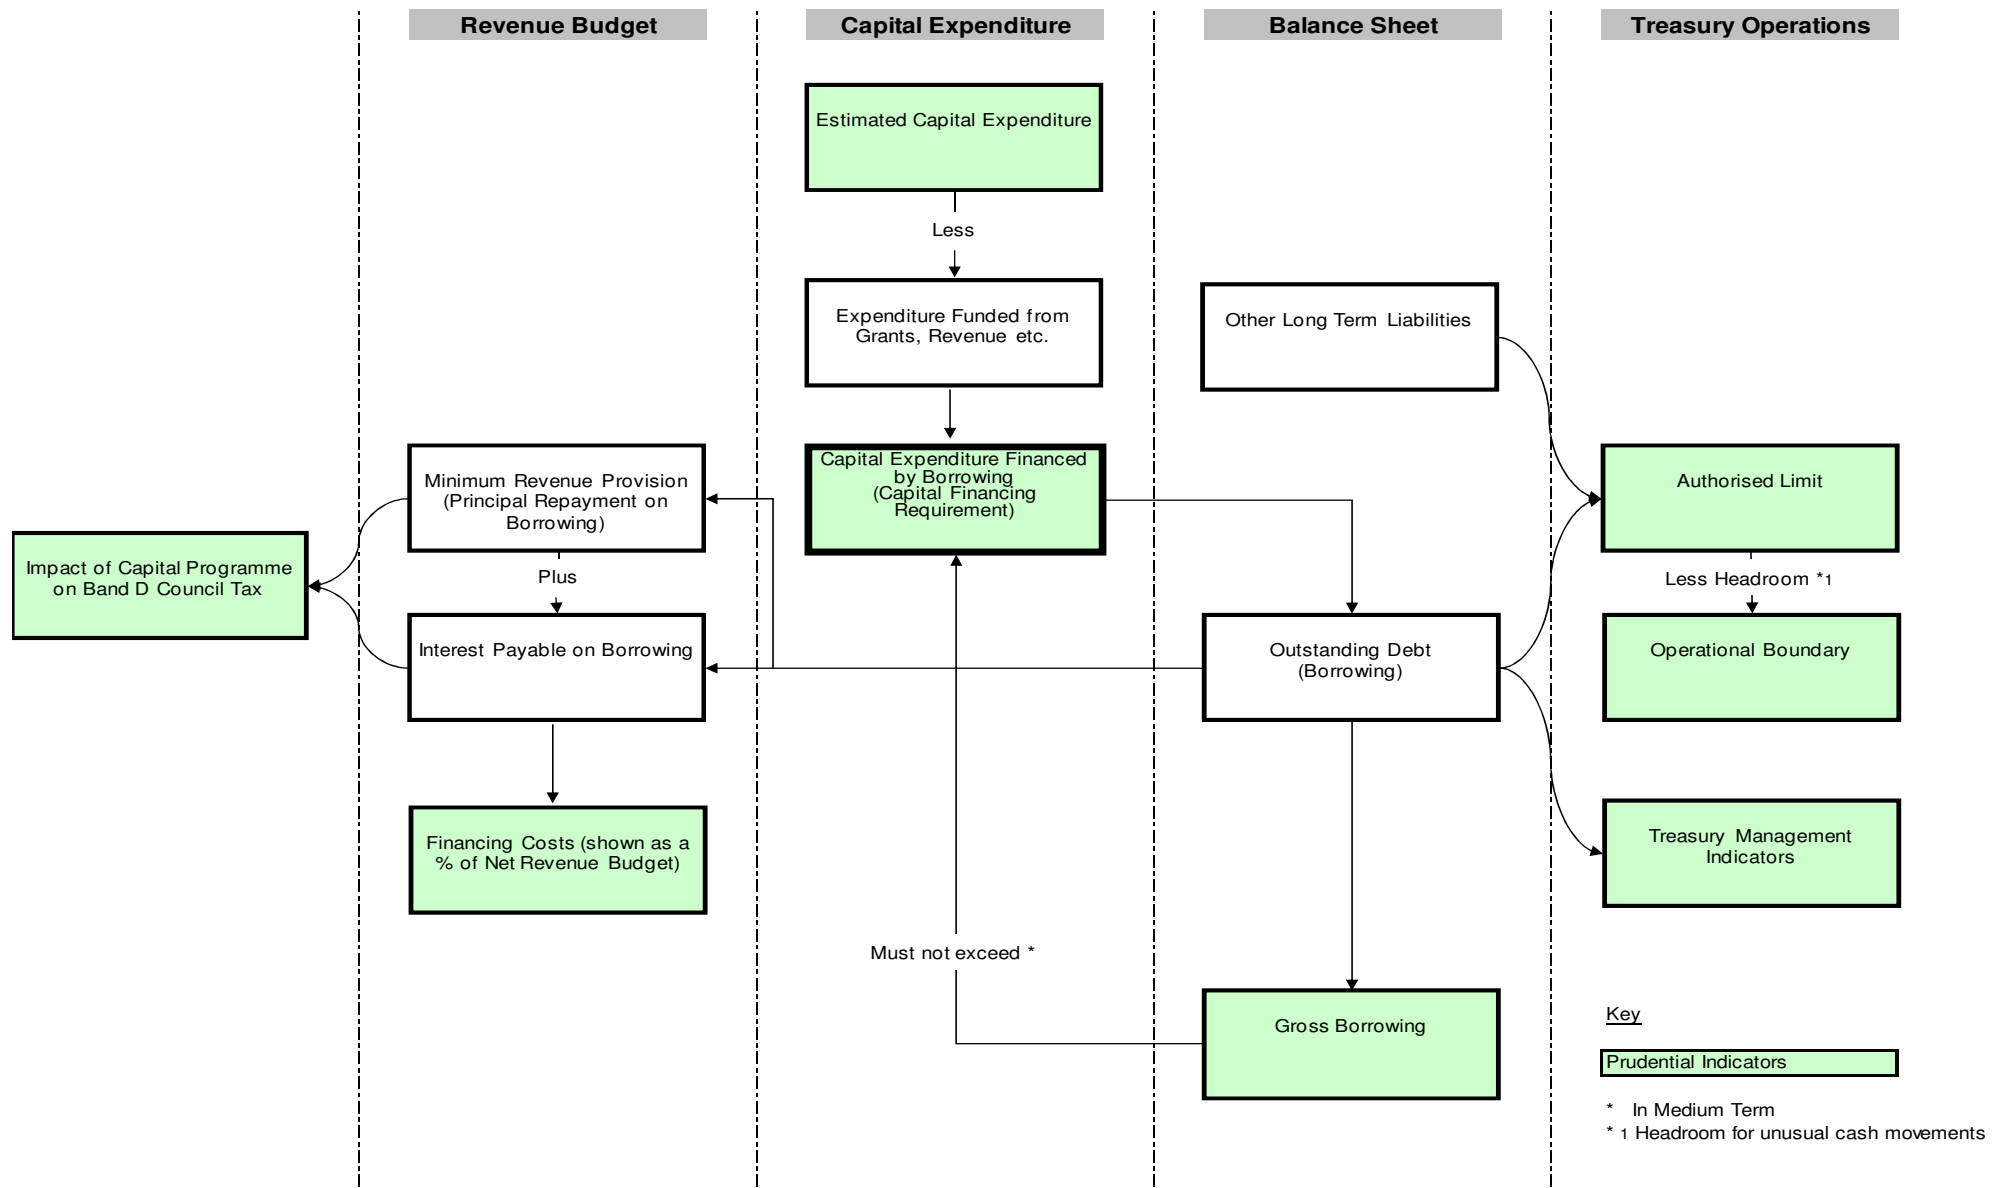 Revenue Budget
Capital Expenditure
Balance Sheet
Treasury Operations
Estimated Capital Expenditure
Less
Expenditure Funded from
Grants, Revenue etc.
Other Long Term Liabilities
Minimum Revenue Provision
(Principal Repayment on
Borrowing)
Capital Expenditure Financed
by Borrowing
(Capital Financing
Requirement)
Authorised Limit
Impact of Capital Programme
on Band D Council Tax
Plus
Less Headroom *1
Interest Payable on Borrowing
Outstanding Debt
(Borrowing)
Operational Boundary
Financing Costs (shown as a
% of Net Revenue Budget)
Treasury Management
Indicators
Must not exceed *
Gross Borrowing
Key
Prudential Indicators
* In Medium Term
* 1 Headroom for unusual cash movements